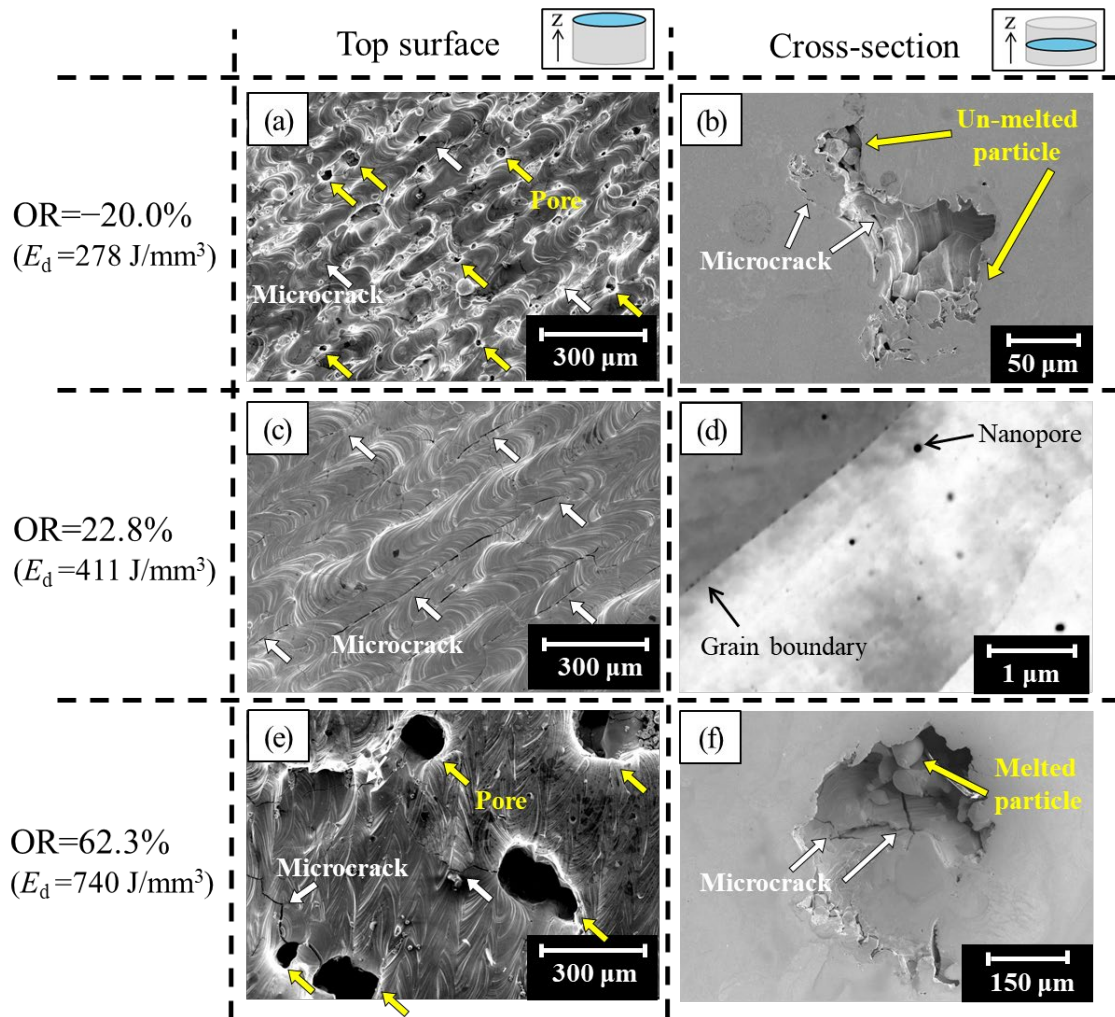 Top surface
Z
Cross-section
Z
OR=−20.0%
(Ed =278 J/mm³)
(a)
Pore
Microcrack
300 μm
(b)
Un-melted
particle
Microcrack
50 μm
OR=22.8%
(Ed =411 J/mm³)
(c)
Microcrack
300 μm
(d)
Nanopore
Grain boundary
1 μm
OR=62.3%
(Ed =740 J/mm³)
(e)
Pore
Microcrack
300 μm
(f)
Melted
particle
Microcrack
150 μm